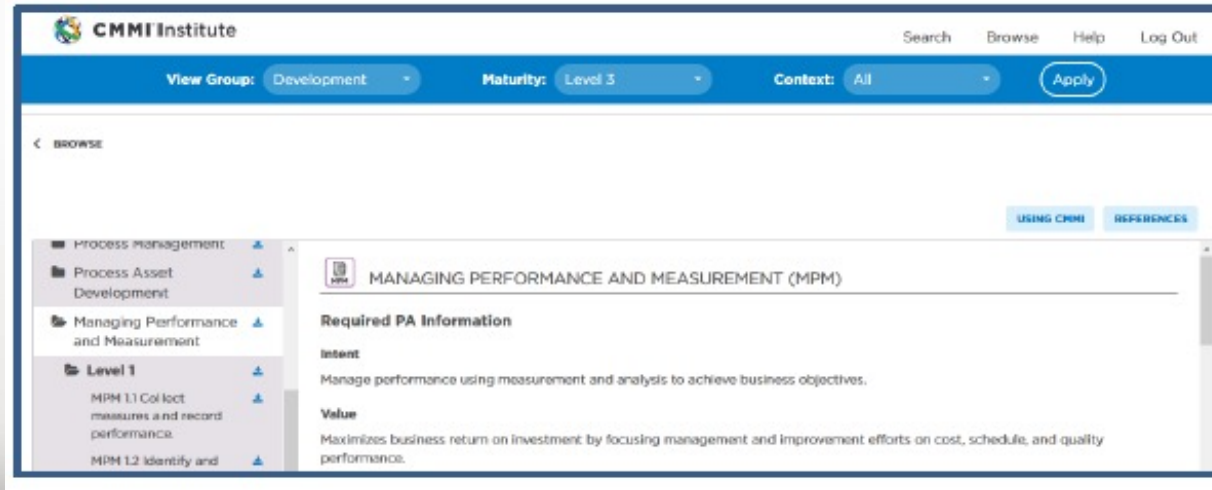 CMMI Institute
Search Browse Help Log Out
View Group: Development Maturity: Level 3 Context: All Apply
< BROWSE
USING CMMI REFERENCES
Process Management
Process Asset
Development
Managing Performance
and Measurement
Level 1
MPM 1.1 Collect
measures and record
performance.
MPM 1.2 Identify and
MPM
MANAGING PERFORMANCE AND MEASUREMENT (MPM)
Required PA Information
Intent
Manage performance using measurement and analysis to achieve business objectives.
Value
Maximizes business return on investment by focusing management and improvement efforts on cost, schedule, and quality
performance.